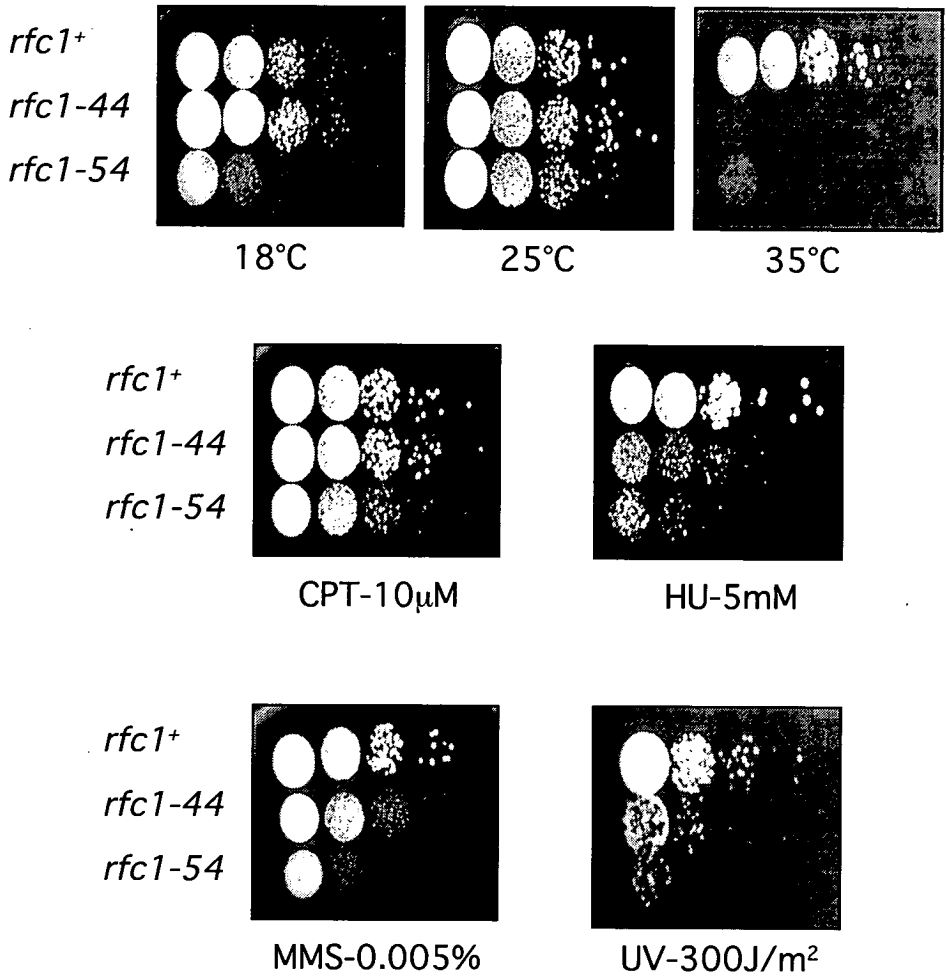 rfc1+
rfc1-44
rfc1-54
18°C 25°C 35°C
rfc1+
rfc1-44
rfc1-54
CPT-10µM HU-5mM
rfc1+
rfc1-44
rfc1-54
MMS-0.005% UV-300J/m²